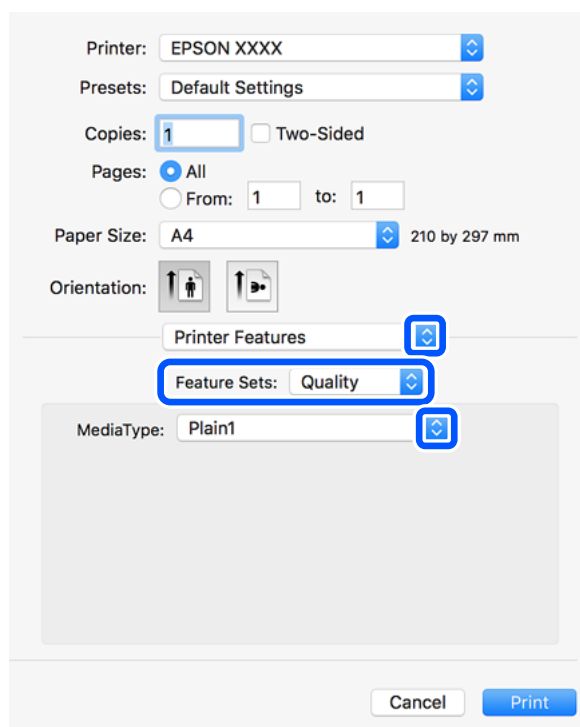 Printer: EPSON XXXX
Presets: Default Settings
Copies: 1 Two-Sided
Pages: All
From: 1 to: 1
Paper Size: A4 210 by 297 mm
Orientation:
Printer Features
Feature Sets: Quality
MediaType: Plain1
Cancel Print